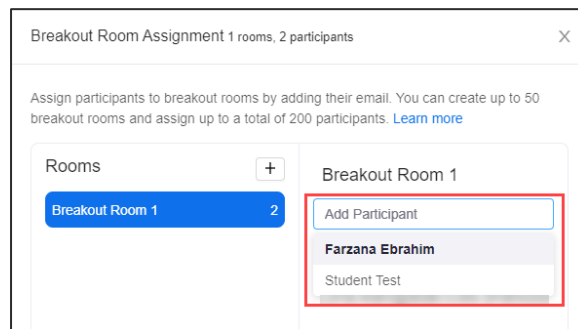 Breakout Room Assignment 1 rooms, 2 participants
Assign participants to breakout rooms by adding their email. You can create up to 50
breakout rooms and assign up to a total of 200 participants. Learn more
Rooms
+
Breakout Room 1
Breakout Room 1 2
Add Participant
Farzana Ebrahim
Student Test